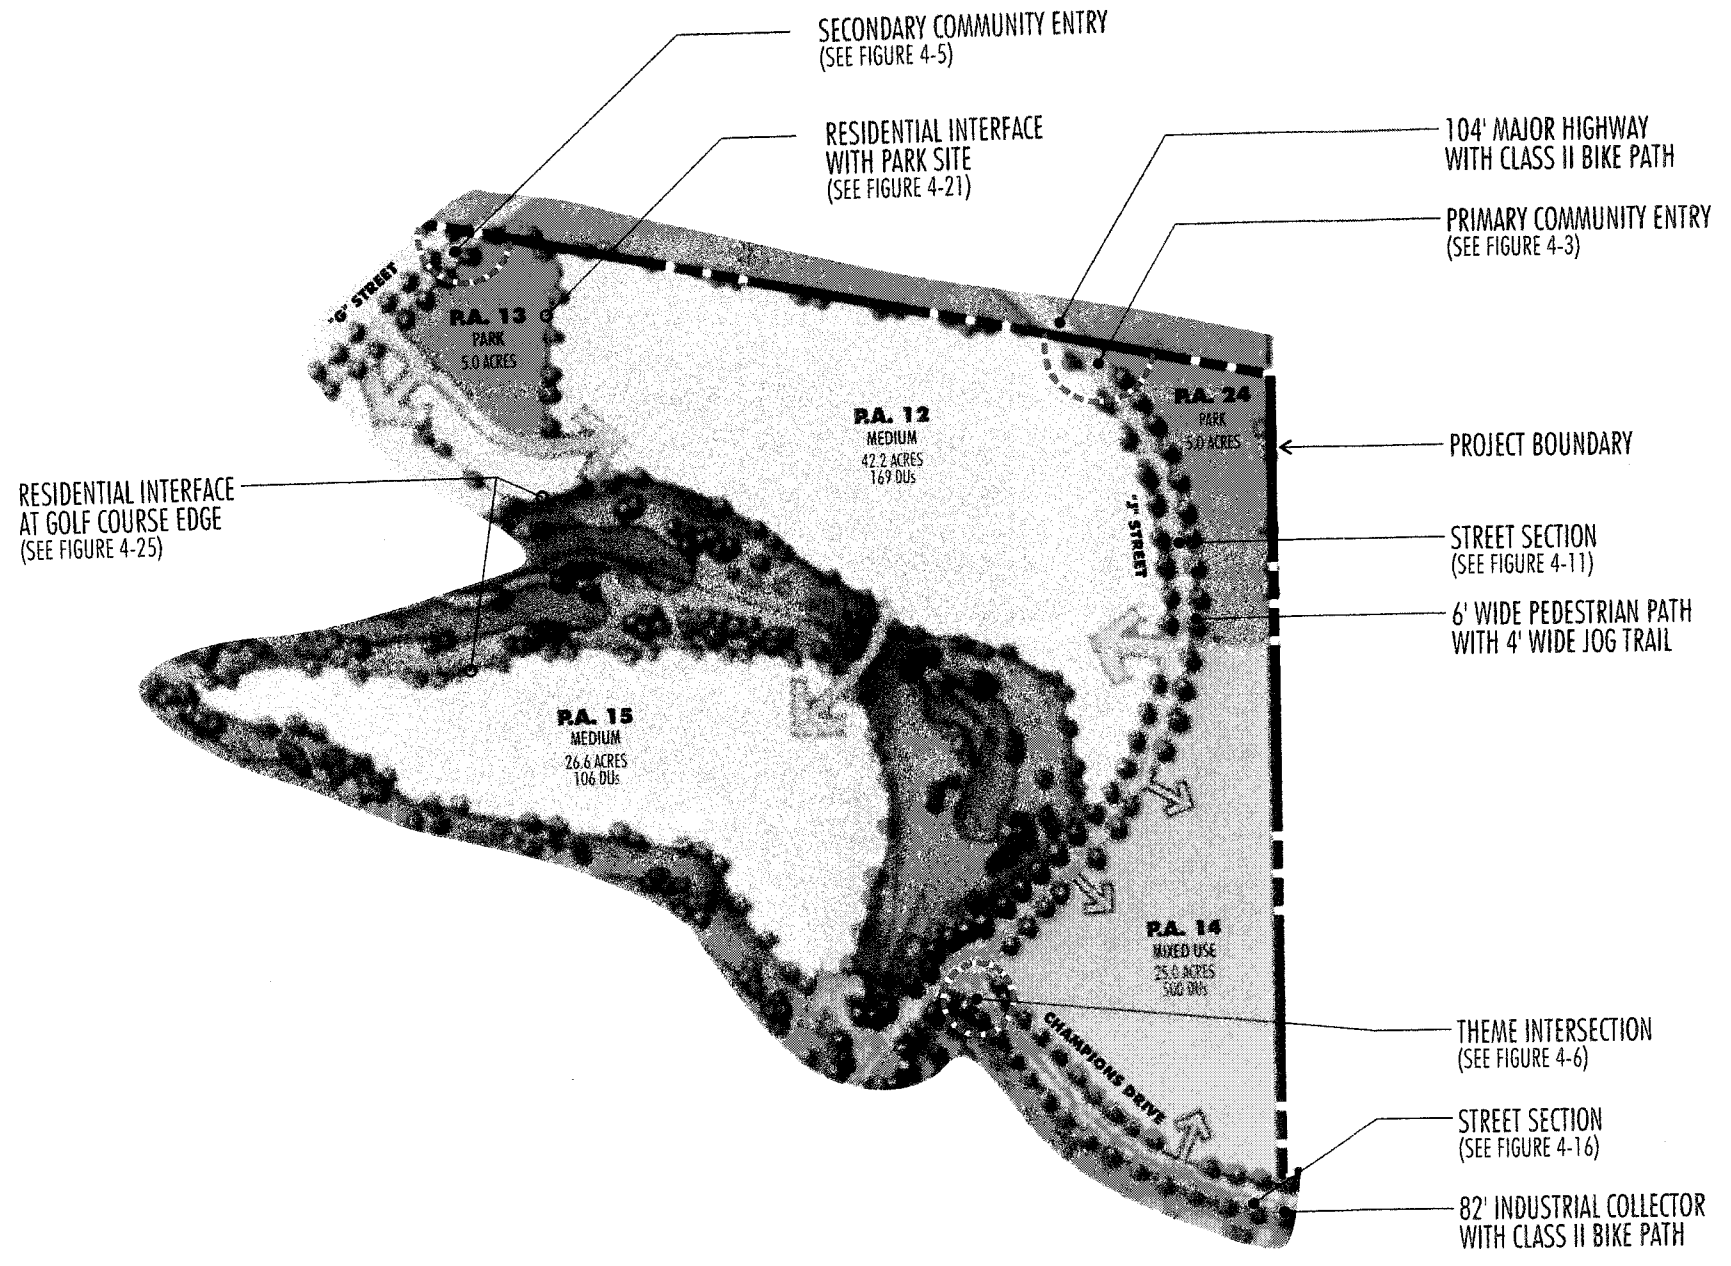 SECONDARY COMMUNITY ENTRY
(SEE FIGURE 4-5)
RESIDENTIAL INTERFACE
WITH PARK SITE
(SEE FIGURE 4-21)
104' MAJOR HIGHWAY
WITH CLASS II BIKE PATH
PRIMARY COMMUNITY ENTRY
(SEE FIGURE 4-3)
"G" STREET
P.A. 13
PARK
5.0 ACRES
P.A. 12
MEDIUM
42.2 ACRES
169 DUs
P.A. 24
PARK
5.0 ACRES
PROJECT BOUNDARY
RESIDENTIAL INTERFACE
AT GOLF COURSE EDGE
(SEE FIGURE 4-25)
"J" STREET
STREET SECTION
(SEE FIGURE 4-11)
6' WIDE PEDESTRIAN PATH
WITH 4' WIDE JOG TRAIL
P.A. 15
MEDIUM
26.6 ACRES
106 DUs
P.A. 14
MIXED USE
25.0 ACRES
500 DUs
CHAMPIONS DRIVE
THEME INTERSECTION
(SEE FIGURE 4-6)
STREET SECTION
(SEE FIGURE 4-16)
82' INDUSTRIAL COLLECTOR
WITH CLASS II BIKE PATH